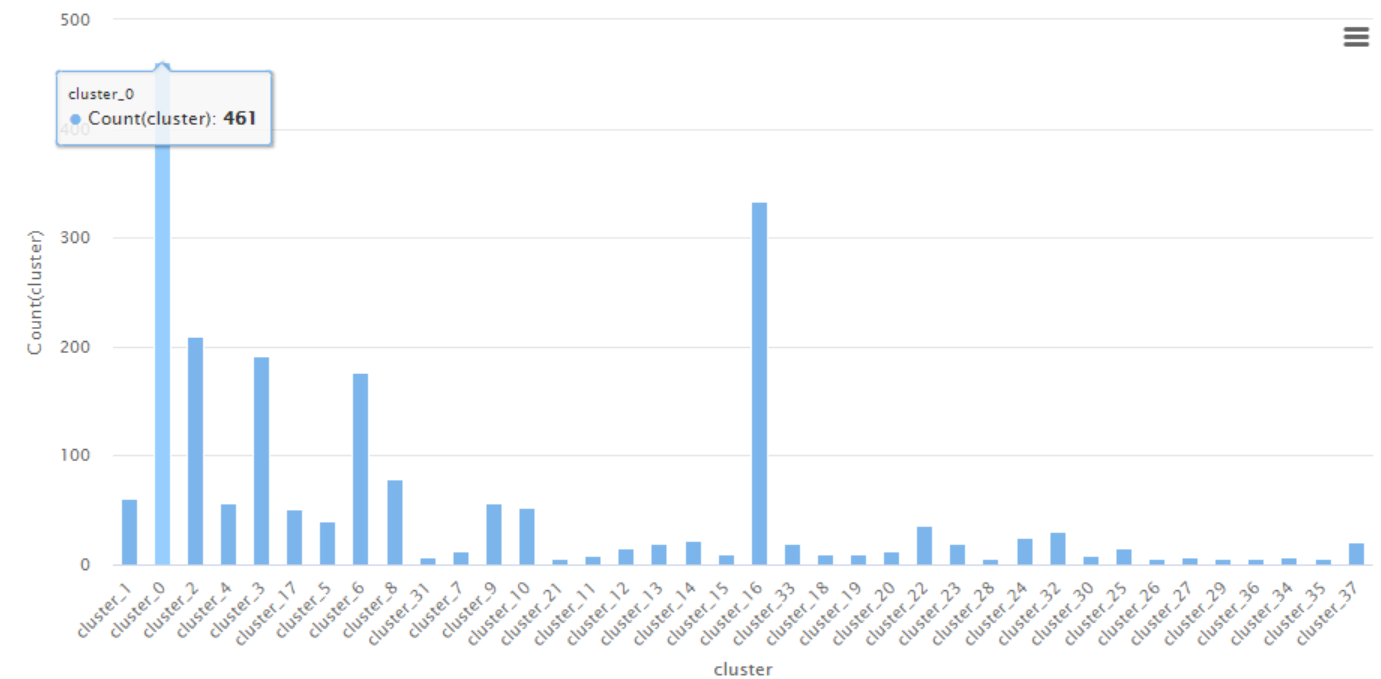 500
cluster_0
Count(cluster): 461
400
300
200
100
0
Count(cluster)
cluster_1
cluster_0
cluster_2
cluster_4
cluster_3
cluster_17
cluster_5
cluster_6
cluster_8
cluster_31
cluster_7
cluster_9
cluster_10
cluster_21
cluster_11
cluster_12
cluster_13
cluster_14
cluster_15
cluster_16
cluster_33
cluster_18
cluster_19
cluster_20
cluster_22
cluster_23
cluster_28
cluster_24
cluster_32
cluster_30
cluster_25
cluster_26
cluster_27
cluster_29
cluster_36
cluster_34
cluster_35
cluster_37
cluster